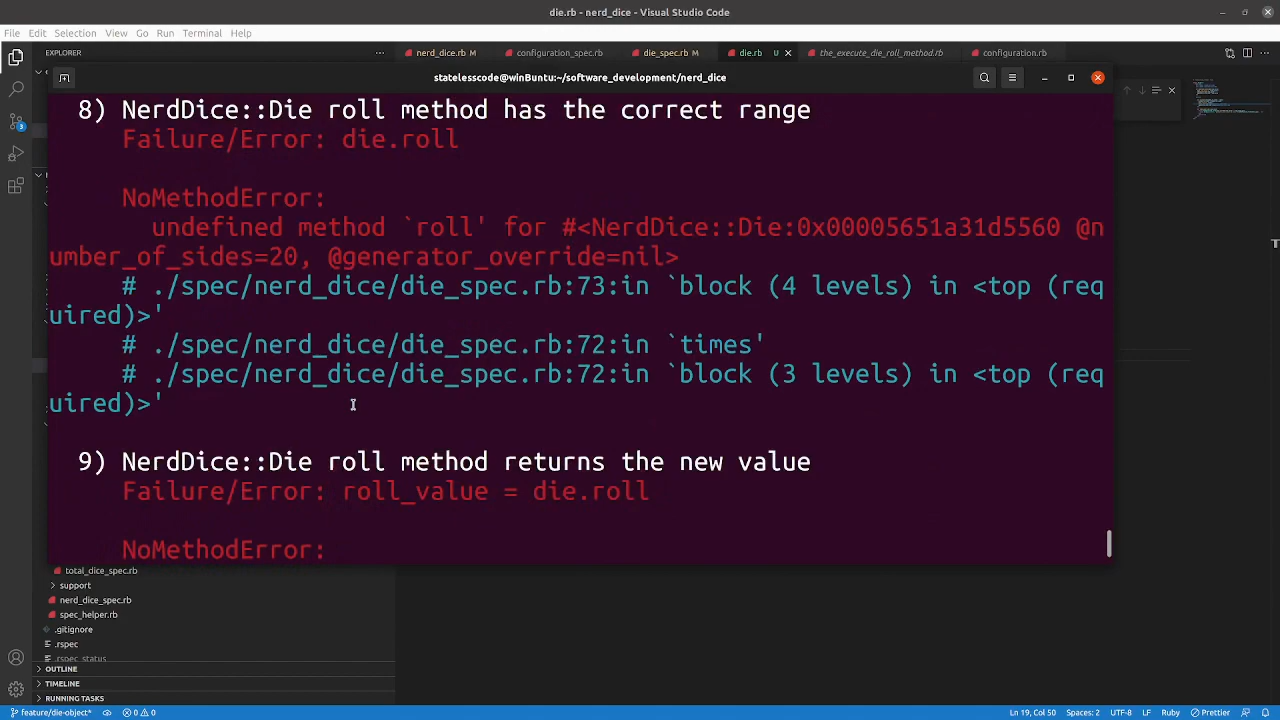 die.rb - nerd_dice - Visual Studio Code
File Edit Selection View Go Run Terminal Help
EXPLORER
nerd_dice.rb M configuration_spec.rb die_spec.rb M die.rb U the_execute_die_roll_method.rb configuration.rb
statelesscode@winBuntu:~/software_development/nerd_dice
8) NerdDice::Die roll method has the correct range
Failure/Error: die.roll
NoMethodError:
undefined method `roll' for #<NerdDice::Die:0x00005651a31d5560 @n
umber_of_sides=20, @generator_override=nil>
# ./spec/nerd_dice/die_spec.rb:73:in `block (4 levels) in <top (req
uired)>'
# ./spec/nerd_dice/die_spec.rb:72:in `times'
# ./spec/nerd_dice/die_spec.rb:72:in `block (3 levels) in <top (req
uired)>'
9) NerdDice::Die roll method returns the new value
Failure/Error: roll_value = die.roll
NoMethodError:
total_dice_spec.rb
support
nerd_dice_spec.rb
spec_helper.rb
.gitignore
.rspec
.rspec_status
OUTLINE
TIMELINE
RUNNING TASKS
3
feature/die-object* 0 0 Ln 19, Col 50 Spaces: 2 UTF-8 LF Ruby Prettier